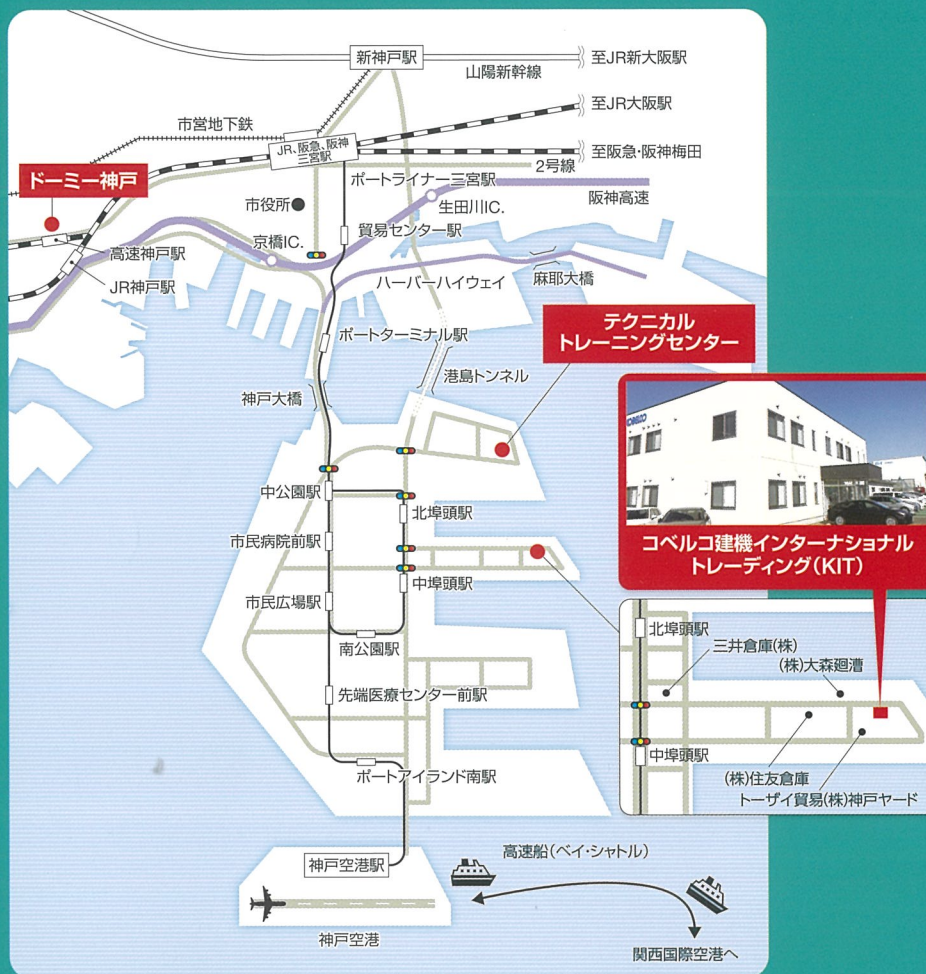 新神戸駅
至JR新大阪駅
山陽新幹線
至JR大阪駅
市営地下鉄
JR、阪急、阪神
三宮駅
至阪急・阪神梅田
2号線
ドーミー神戸
ポートライナー三宮駅
阪神高速
市役所
生田川IC.
貿易センター駅
京橋IC.
高速神戸駅
JR神戸駅
ハーバーハイウェイ
麻耶大橋
テクニカル
トレーニングセンター
ポートターミナル駅
港島トンネル
神戸大橋
中公園駅
北埠頭駅
市民病院前駅
中埠頭駅
市民広場駅
南公園駅
先端医療センター前駅
ポートアイランド南駅
コベルコ建機インターナショナル
トレーディング(KIT)
北埠頭駅
三井倉庫(株)
(株)大森廻漕
中埠頭駅
(株)住友倉庫
トーザイ貿易(株)神戸ヤード
神戸空港駅
高速船(ベイ・シャトル)
神戸空港
関西国際空港へ